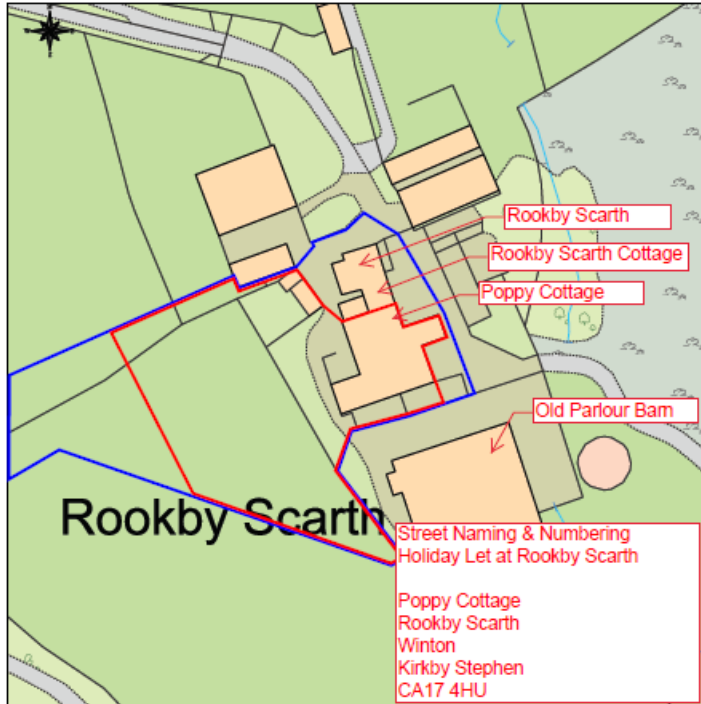 Rookby Scarth
Rookby Scarth Cottage
Poppy Cottage
Old Parlour Barn
Rookby Scarth
Street Naming & Numbering
Holiday Let at Rookby Scarth
Poppy Cottage
Rookby Scarth
Winton
Kirkby Stephen
CA17 4HU